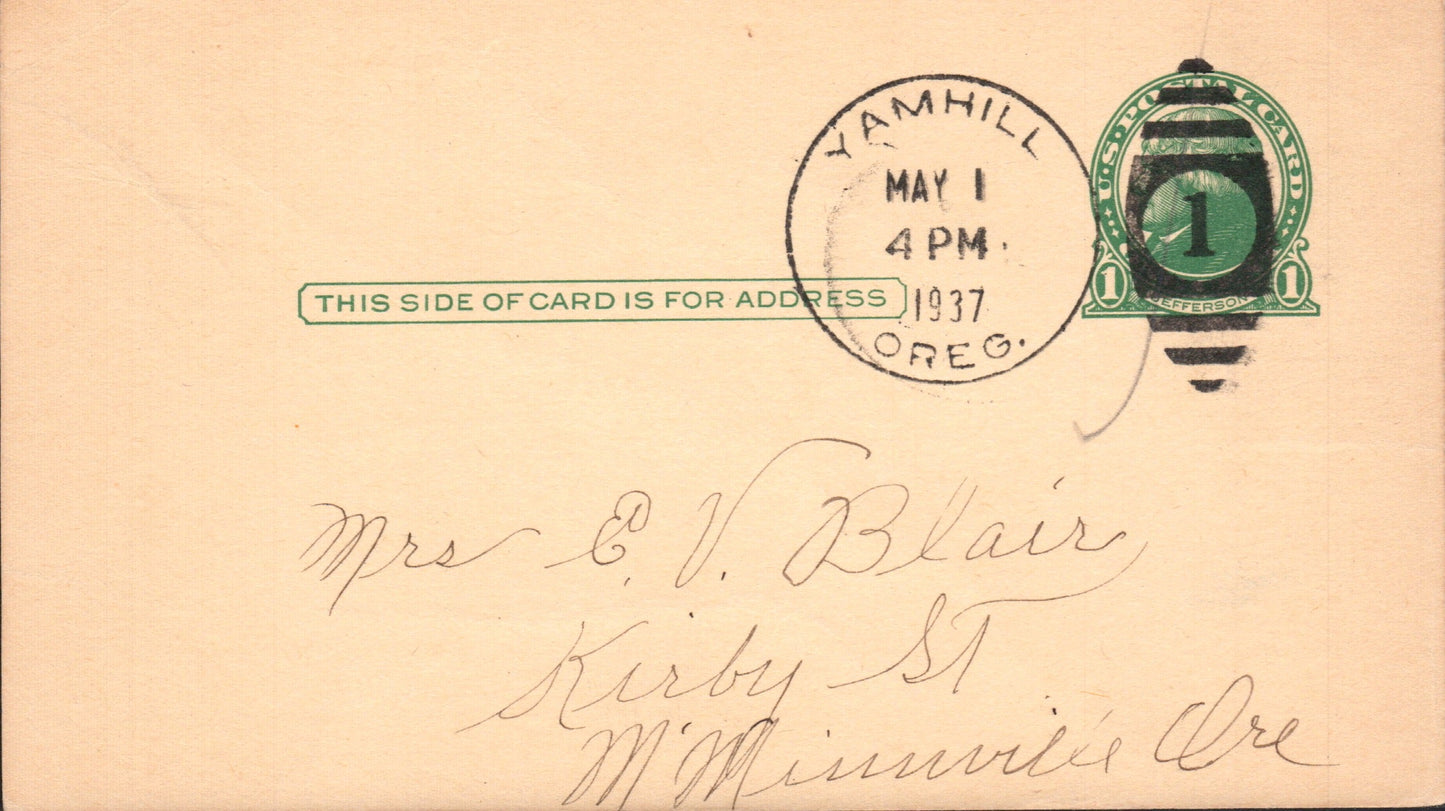 YAMHILL
MAY 1
4 PM
1937
OREG.
U.S. POSTAL CARD
1
1 JEFFERSON 1
THIS SIDE OF CARD IS FOR ADDRESS
Mrs E. V. Blair
Kirby St
McMinnville Ore